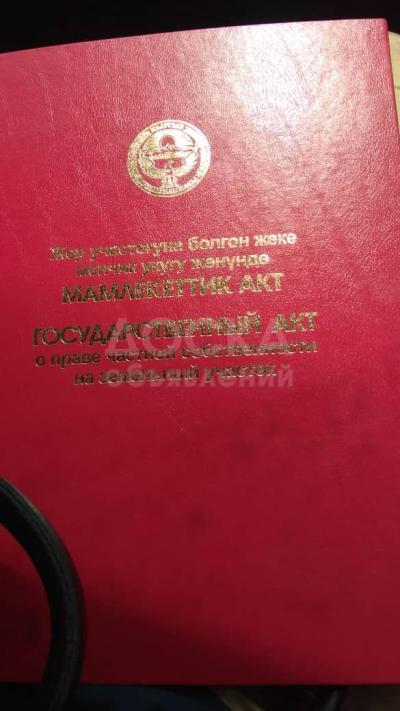 Жер участогуна болгон жеке
менчик укугу жөнүндө
МАМЛЕКЕТТИК АКТ
ГОСУДАРСТВЕННЫЙ АКТ
о праве частной собственности
на земельный участок
ДОСКА
объявлений